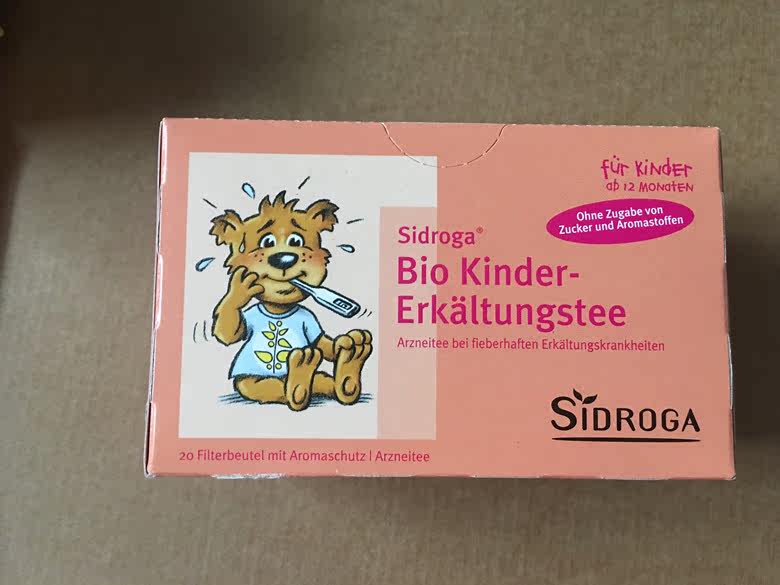 für Kinder
ab 12 Monaten
Ohne Zugabe von
Zucker und Aromastoffen
Sidroga®
Bio Kinder-
Erkältungstee
Arzneitee bei fieberhaften Erkältungskrankheiten
SIDROGA
20 Filterbeutel mit Aromaschutz | Arzneitee